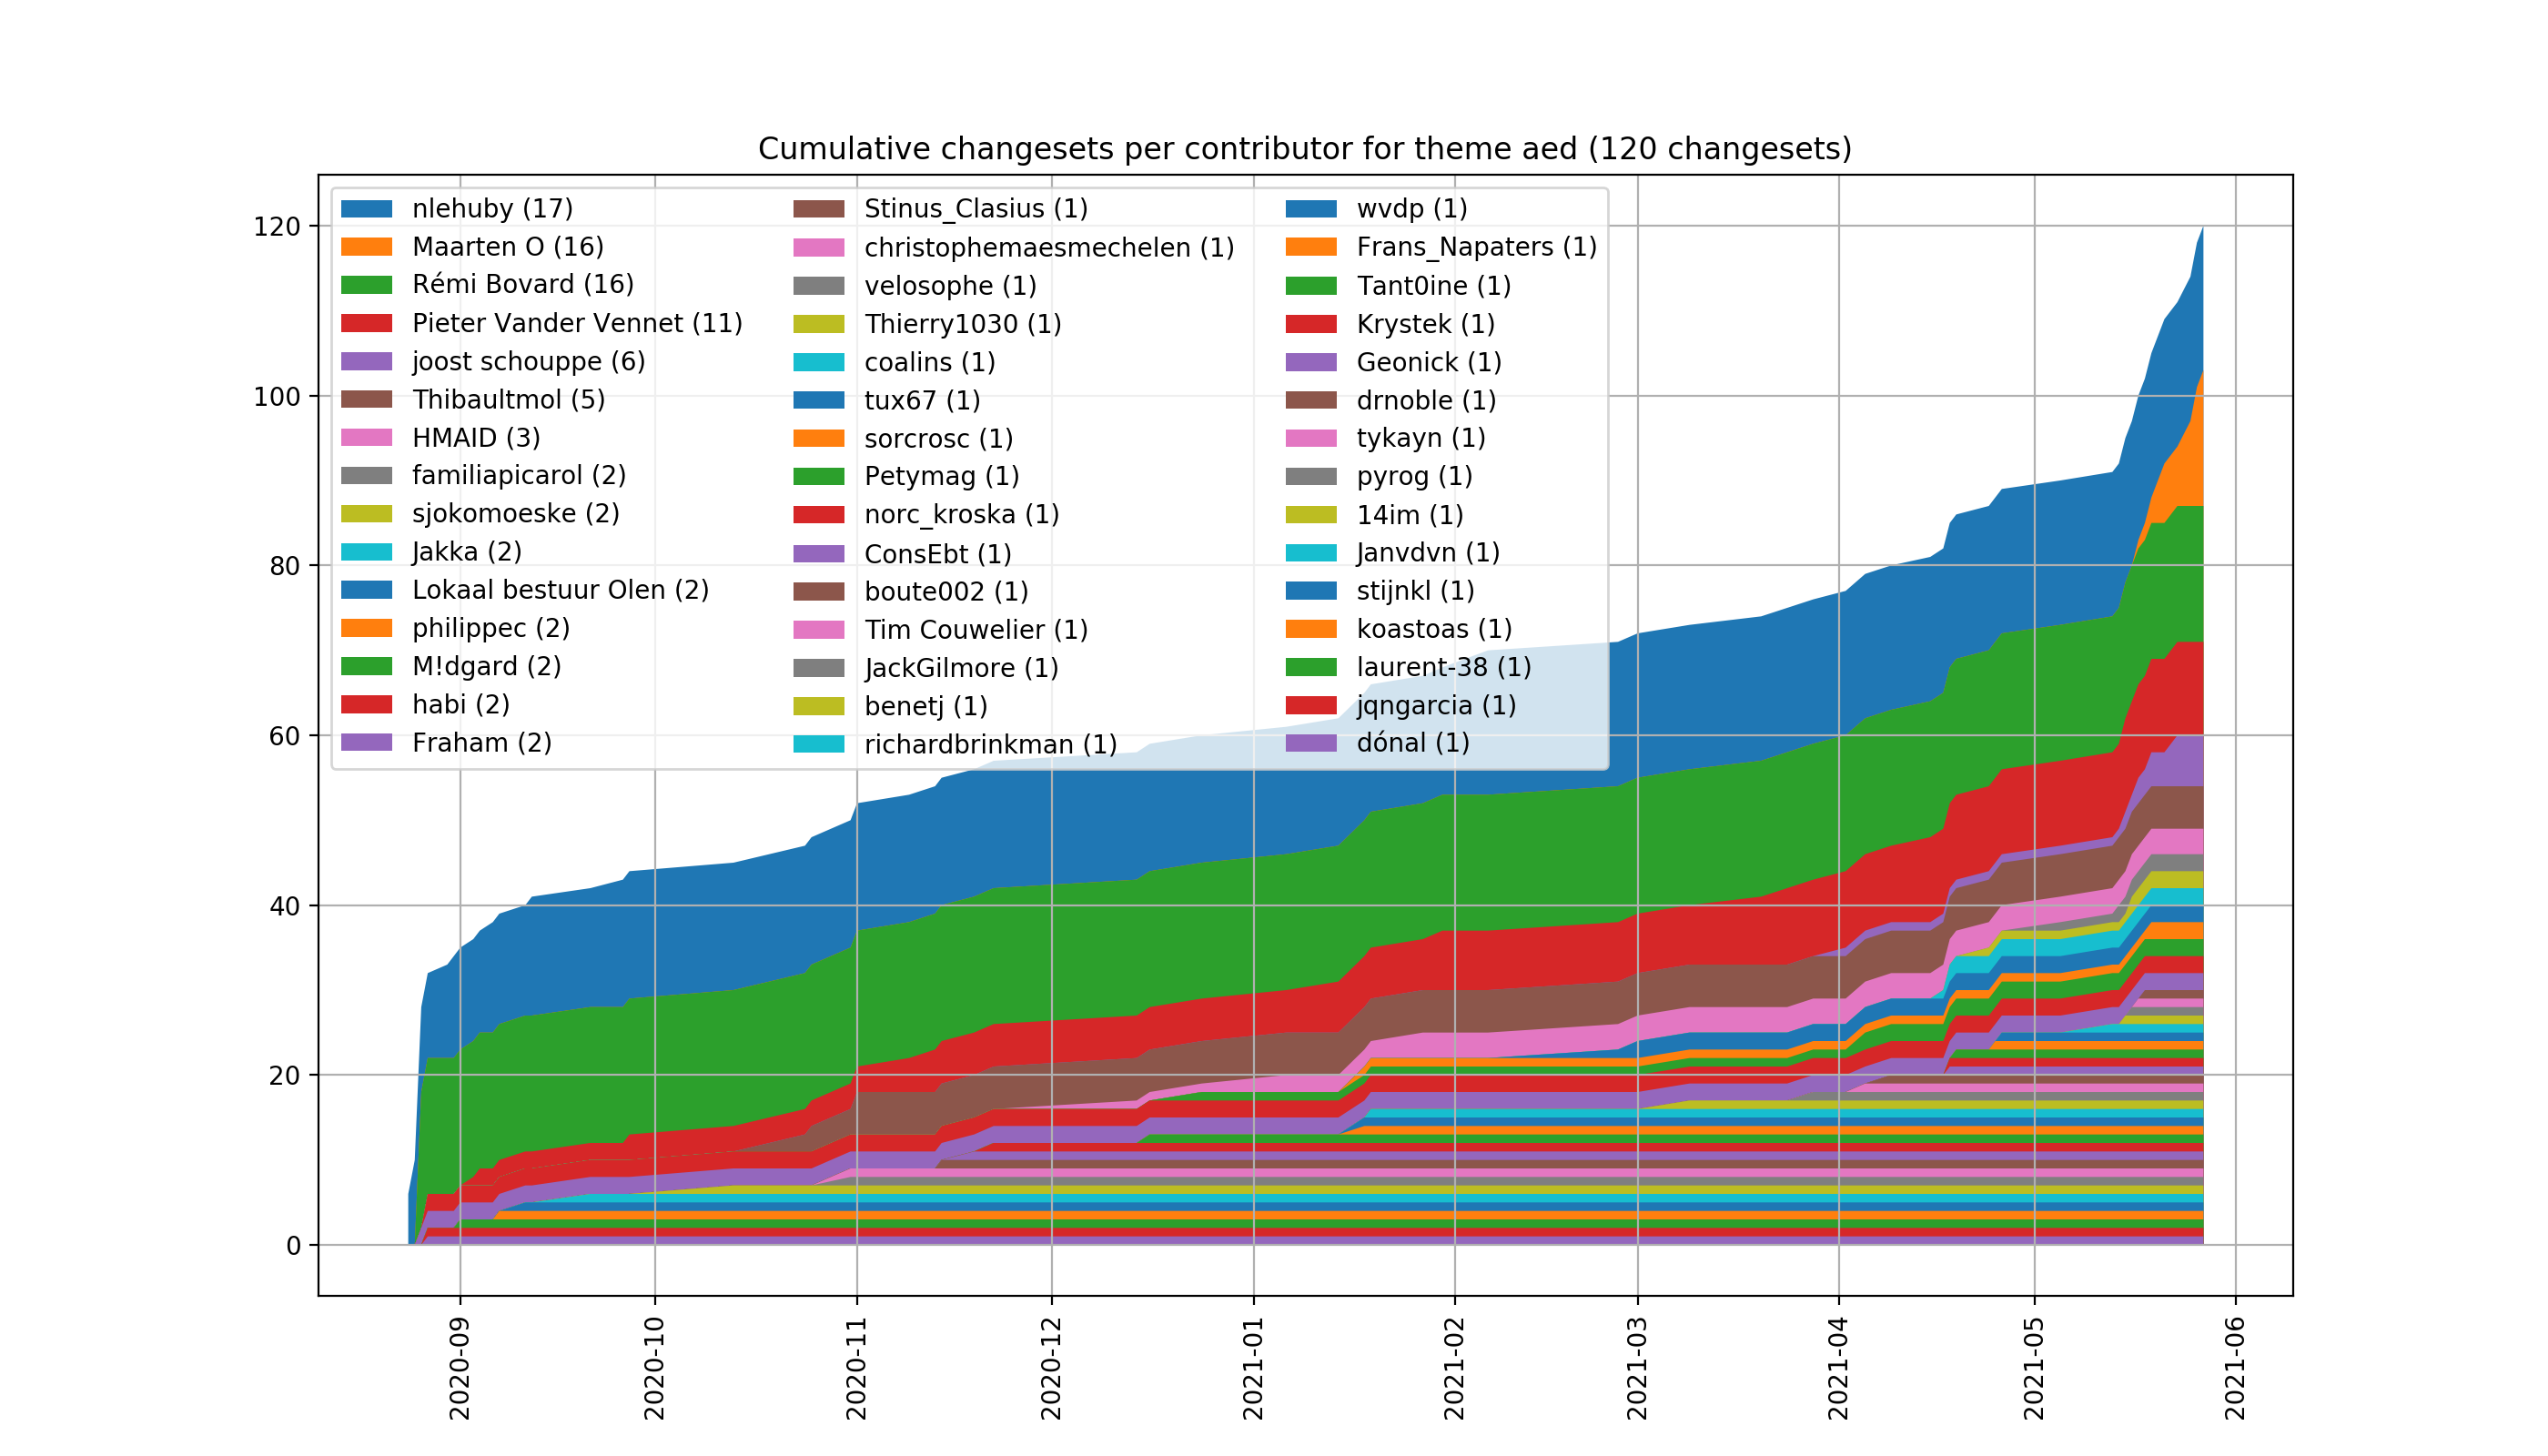 Cumulative changesets per contributor for theme aed (120 changesets)
nlehuby (17)
Maarten O (16)
Rémi Bovard (16)
Pieter Vander Vennet (11)
joost schouppe (6)
Thibaultmol (5)
HMAID (3)
familiapicarol (2)
sjokomoeske (2)
Jakka (2)
Lokaal bestuur Olen (2)
philippec (2)
M!dgard (2)
habi (2)
Fraham (2)
Stinus_Clasius (1)
christophemaesmechelen (1)
velosophe (1)
Thierry1030 (1)
coalins (1)
tux67 (1)
sorcrosc (1)
Petymag (1)
norc_kroska (1)
ConsEbt (1)
boute002 (1)
Tim Couwelier (1)
JackGilmore (1)
benetj (1)
richardbrinkman (1)
wvdp (1)
Frans_Napaters (1)
Tant0ine (1)
Krystek (1)
Geonick (1)
drnoble (1)
tykayn (1)
pyrog (1)
14im (1)
Janvdvn (1)
stijnkl (1)
koastoas (1)
laurent-38 (1)
jqngarcia (1)
dónal (1)
120
100
80
60
40
20
0
2020-09
2020-10
2020-11
2020-12
2021-01
2021-02
2021-03
2021-04
2021-05
2021-06